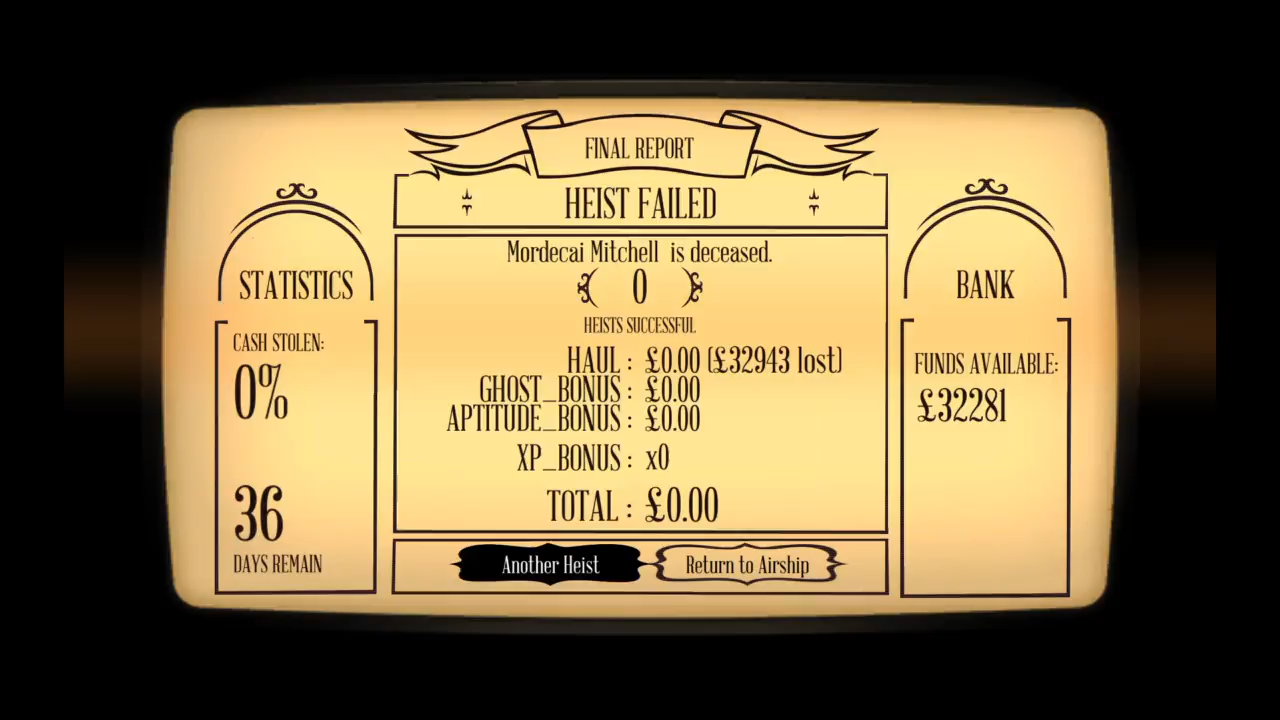 FINAL REPORT
HEIST FAILED
Mordecai Mitchell is deceased.
0
HEISTS SUCCESSFUL
HAUL : £0.00 (£32943 lost)
GHOST_BONUS : £0.00
APTITUDE_BONUS : £0.00
XP_BONUS : x0
TOTAL : £0.00
Another Heist Return to Airship
STATISTICS
CASH STOLEN:
0%
36
DAYS REMAIN
BANK
FUNDS AVAILABLE:
£32281